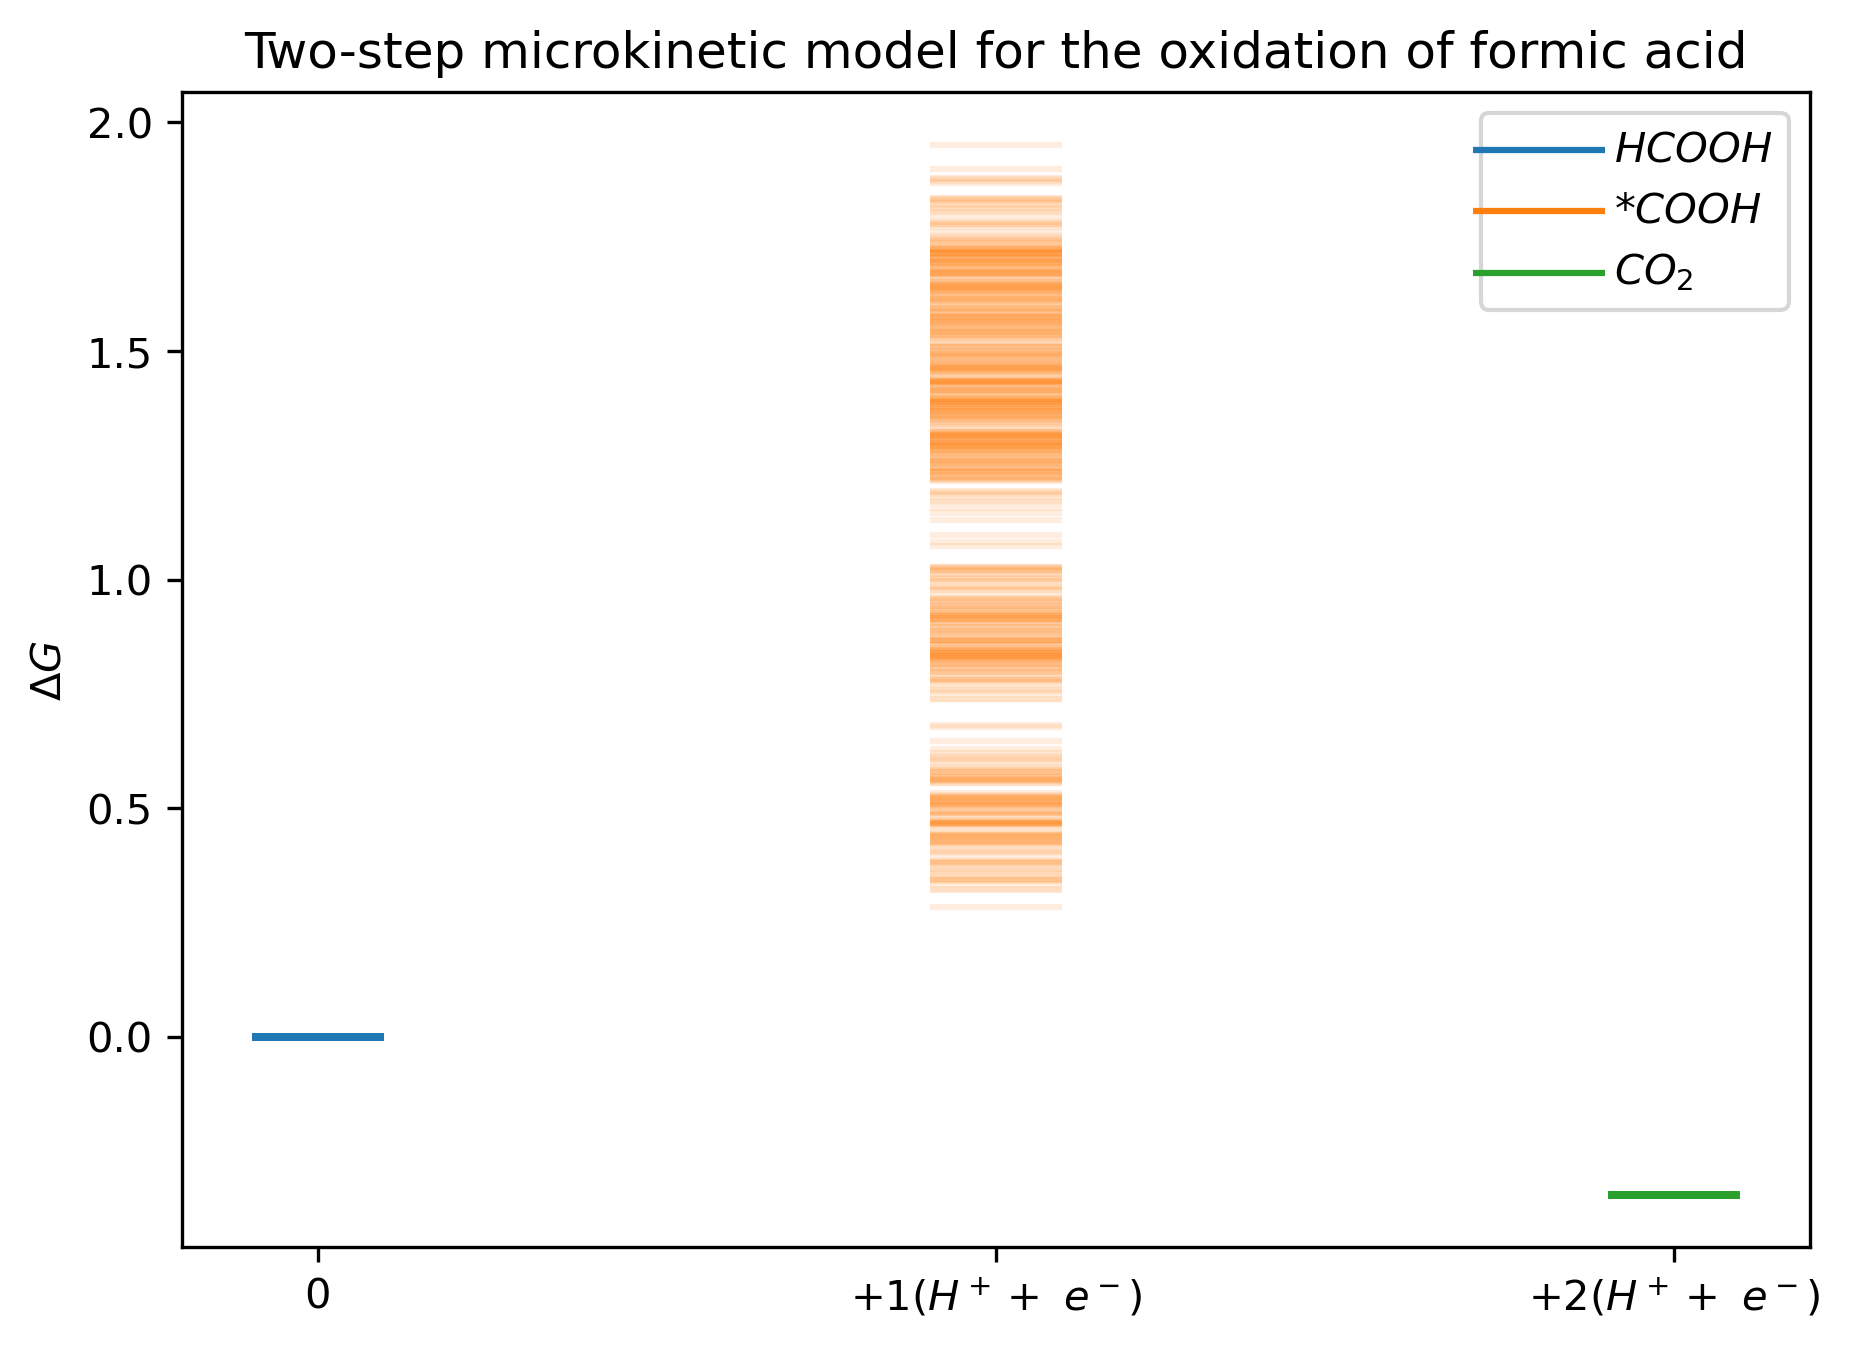 Two-step microkinetic model for the oxidation of formic acid
2.0
1.5
1.0
0.5
0.0
ΔG
HCOOH
*COOH
CO₂
0
+1(H⁺ + e⁻)
+2(H⁺ + e⁻)